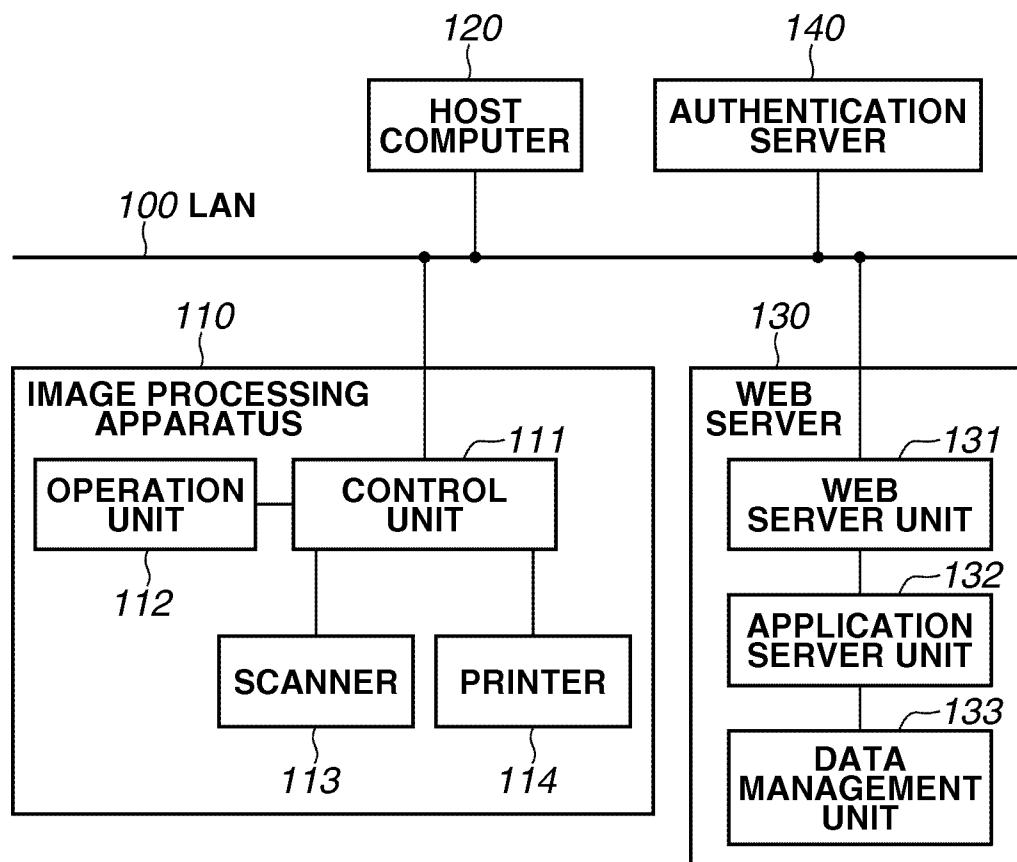 120
140
HOST
COMPUTER
AUTHENTICATION
SERVER
100 LAN
110
130
IMAGE PROCESSING
APPARATUS
111
OPERATION
UNIT
CONTROL
UNIT
112
SCANNER
PRINTER
113
114
WEB
SERVER
131
WEB
SERVER UNIT
132
APPLICATION
SERVER UNIT
133
DATA
MANAGEMENT
UNIT